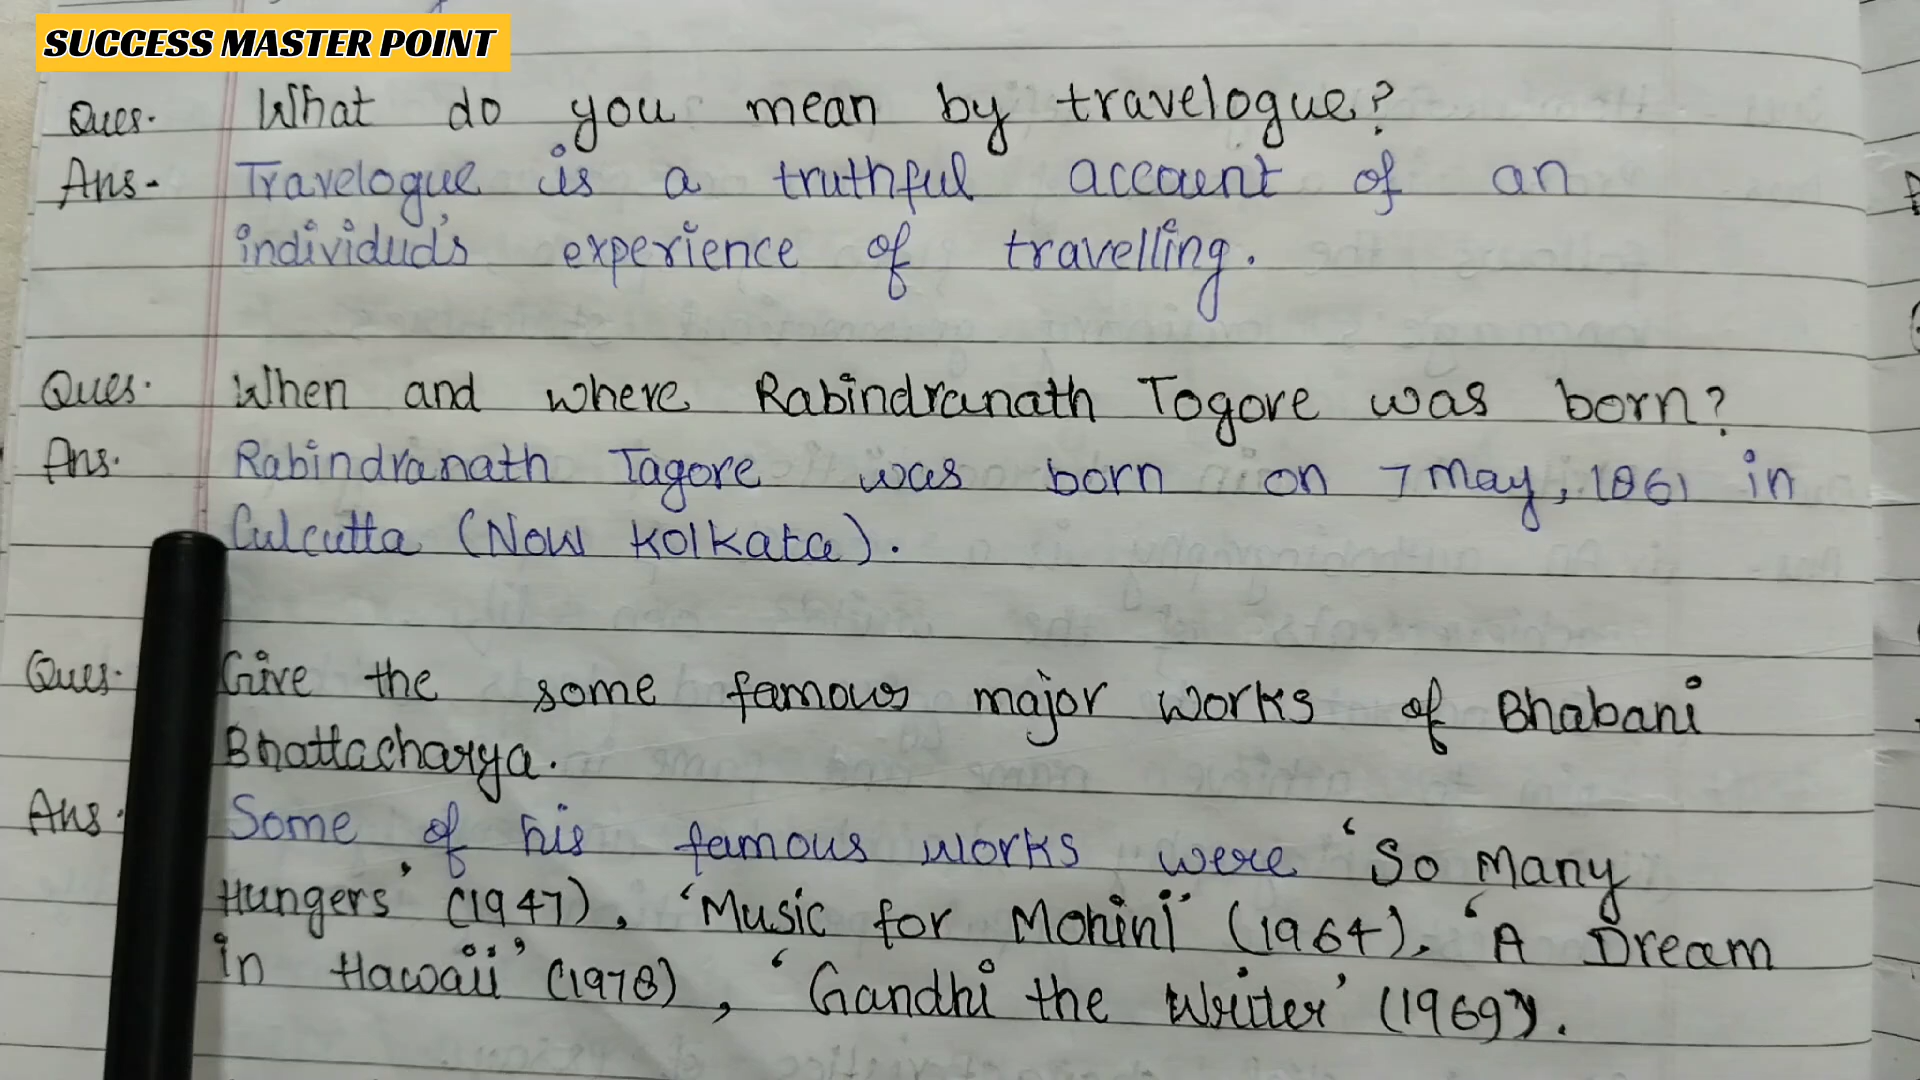 SUCCESS MASTER POINT
Ques. What do you mean by travelogue?
Ans- Travelogue is a truthful account of an
individud's experience of travelling.
Ques. When and where Rabindranath Togore was born?
Ans. Rabindranath Tagore was born on 7 May, 1861 in
Culcutta (Now Kolkata).
Ques. Give the some famous major works of Bhabani
Bhattacharya.
Ans. Some of his famous works were 'So Many
Hungers' (1947), 'Music for Mohini' (1964), 'A Dream
in Hawaii' (1978), 'Gandhi the Writer' (1969).